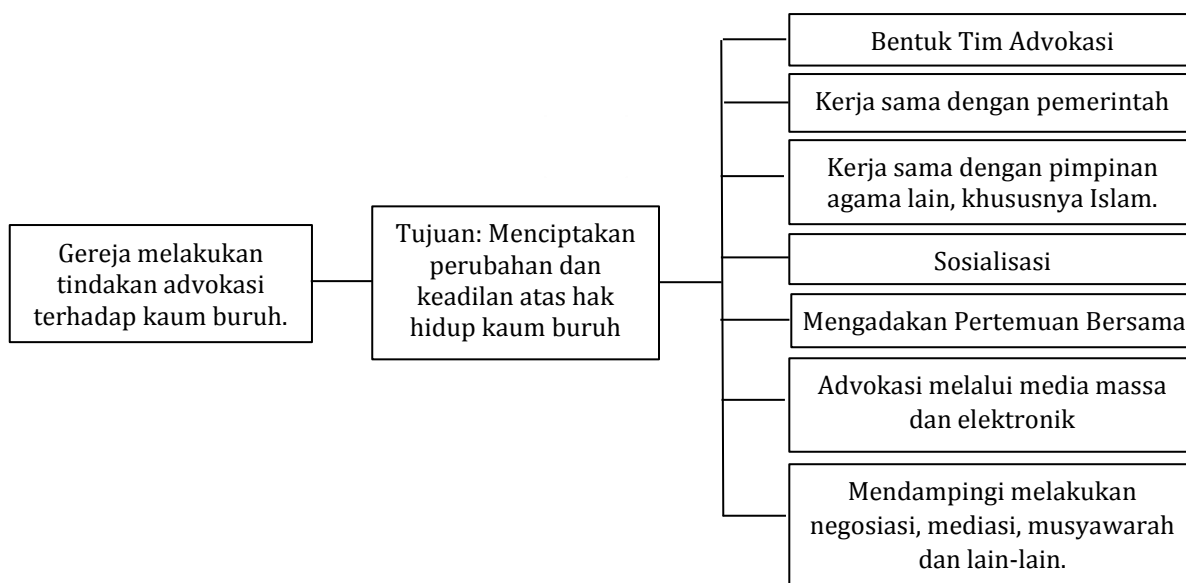 Gereja melakukan
tindakan advokasi
terhadap kaum buruh.
Tujuan: Menciptakan
perubahan dan
keadilan atas hak
hidup kaum buruh
Bentuk Tim Advokasi
Kerja sama dengan pemerintah
Kerja sama dengan pimpinan
agama lain, khususnya Islam.
Sosialisasi
Mengadakan Pertemuan Bersama
Advokasi melalui media massa
dan elektronik
Mendampingi melakukan
negosiasi, mediasi, musyawarah
dan lain-lain.